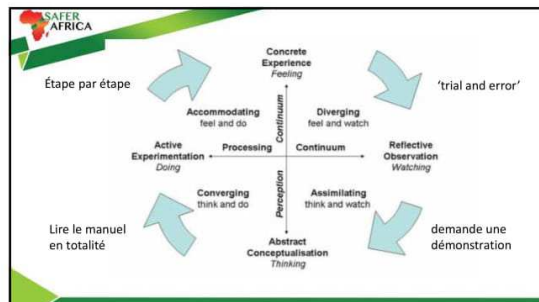 SAFER
AFRICA
Concrete
Experience
Feeling
Étape par étape
'trial and error'
Accommodating
feel and do
Continuum
Diverging
feel and watch
Active
Experimentation
Doing
Processing
Continuum
Reflective
Observation
Watching
Converging
think and do
Perception
Assimilating
think and watch
Lire le manuel
en totalité
demande une
démonstration
Abstract
Conceptualisation
Thinking